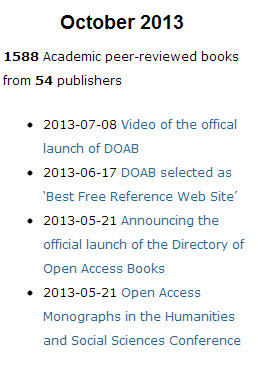 October 2013
1588 Academic peer-reviewed books
from 54 publishers
2013-07-08 Video of the offical
launch of DOAB
2013-06-17 DOAB selected as
'Best Free Reference Web Site'
2013-05-21 Announcing the
official launch of the Directory of
Open Access Books
2013-05-21 Open Access
Monographs in the Humanities
and Social Sciences Conference